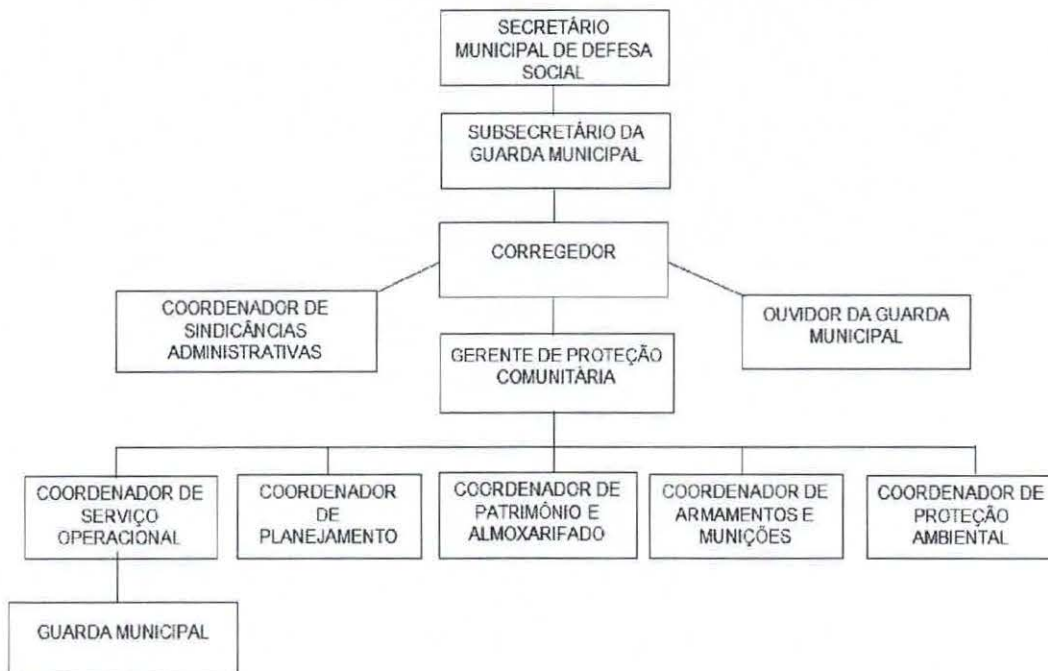 SECRETÁRIO
MUNICIPAL DE DEFESA
SOCIAL
SUBSECRETÁRIO DA
GUARDA MUNICIPAL
CORREGEDOR
COORDENADOR DE
SINDICÂNCIAS
ADMINISTRATIVAS
OUVIDOR DA GUARDA
MUNICIPAL
GERENTE DE PROTEÇÃO
COMUNITÁRIA
COORDENADOR DE
SERVIÇO
OPERACIONAL
COORDENADOR
DE
PLANEJAMENTO
COORDENADOR DE
PATRIMÔNIO E
ALMOXARIFADO
COORDENADOR DE
ARMAMENTOS E
MUNIÇÕES
COORDENADOR DE
PROTEÇÃO
AMBIENTAL
GUARDA MUNICIPAL